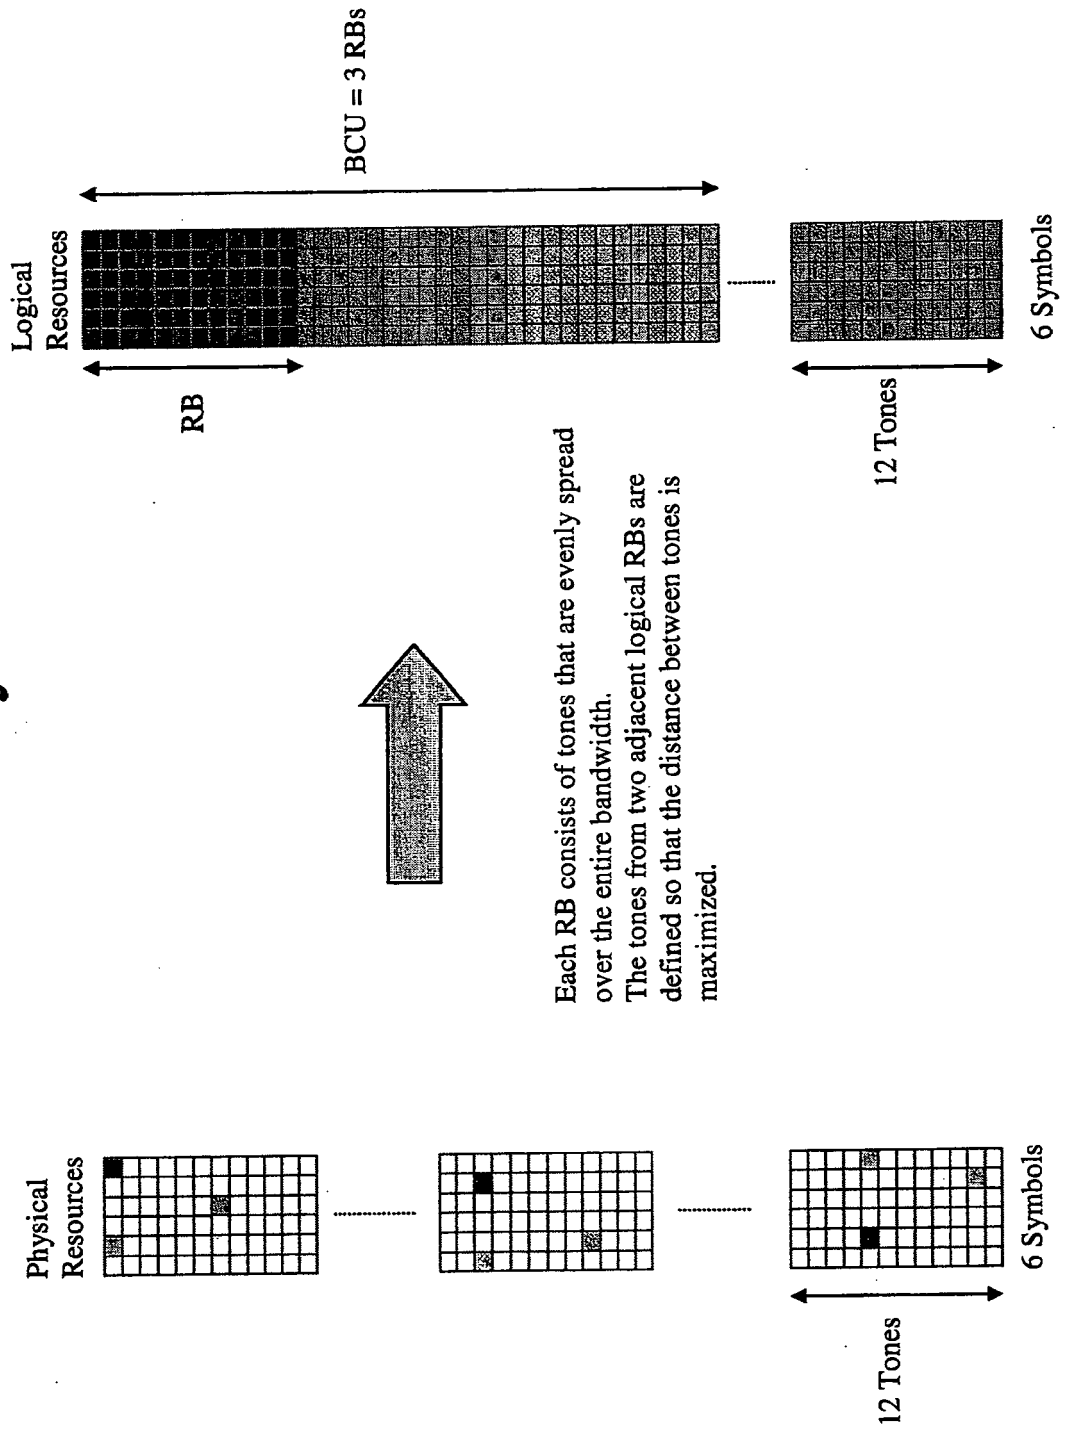 Physical
Resources
12 Tones
6 Symbols
Each RB consists of tones that are evenly spread
over the entire bandwidth.
The tones from two adjacent logical RBs are
defined so that the distance between tones is
maximized.
Logical
Resources
RB
BCU = 3 RBs
12 Tones
6 Symbols